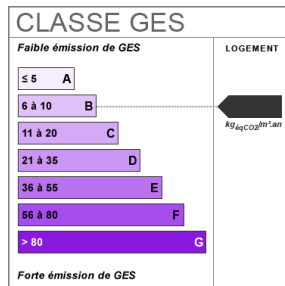 CLASSE GES
Faible émission de GES
LOGEMENT
≤ 5 A
6 à 10 B
kgéqCO2/m².an
11 à 20 C
21 à 35 D
36 à 55 E
56 à 80 F
> 80 G
Forte émission de GES